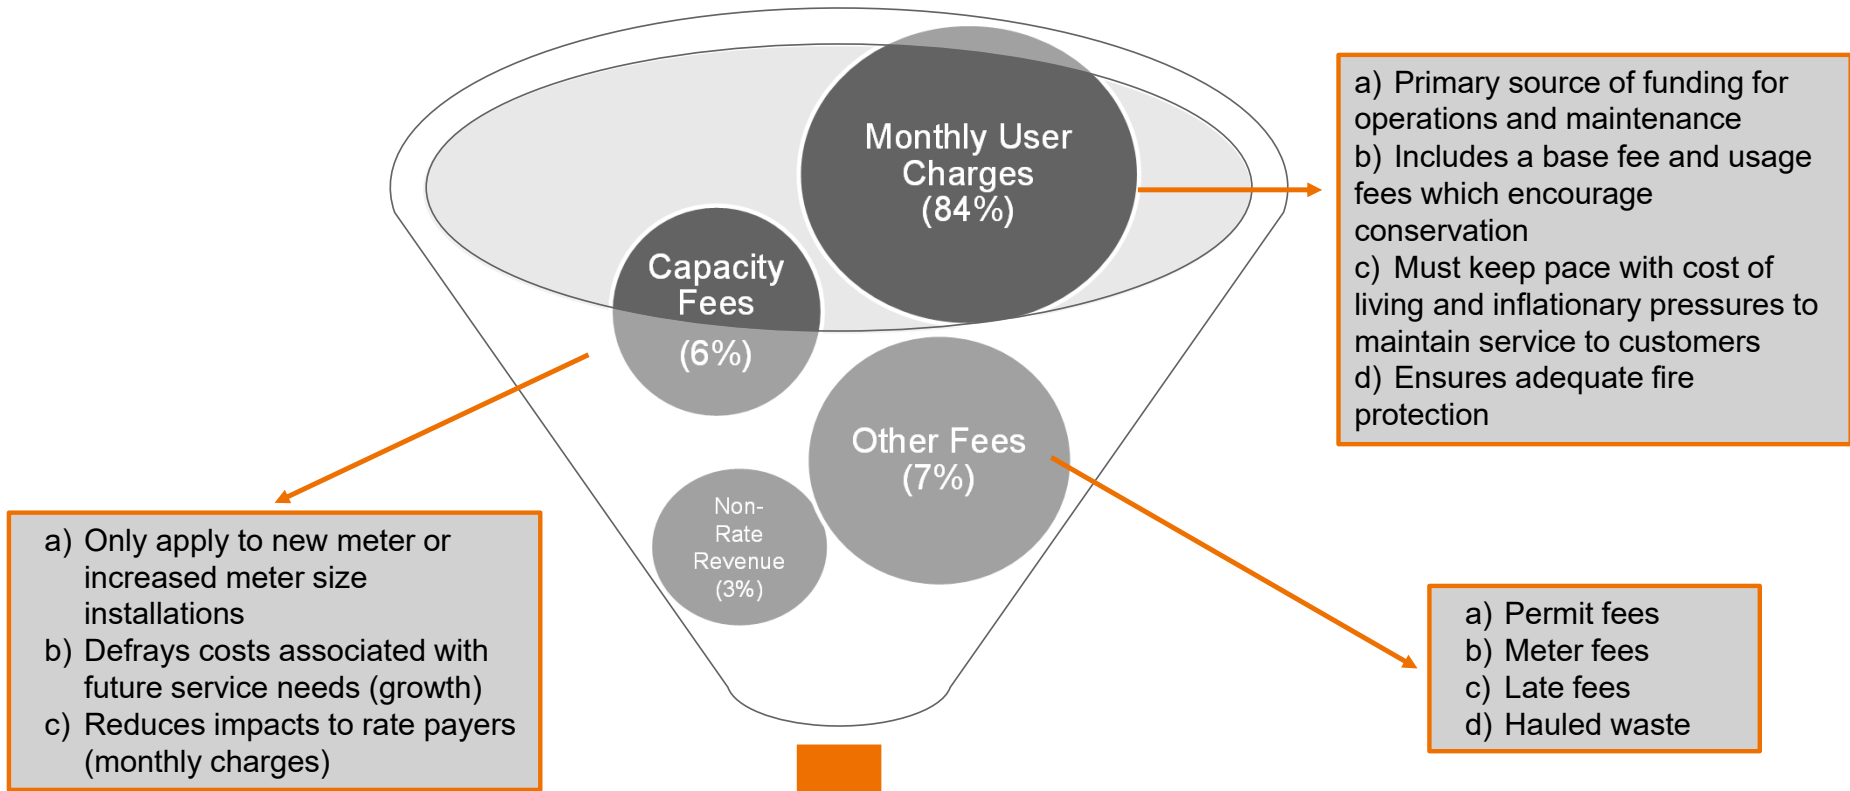 Monthly User
Charges
(84%)
Capacity
Fees
(6%)
Other Fees
(7%)
Non-
Rate
Revenue
(3%)
a) Primary source of funding for
operations and maintenance
b) Includes a base fee and usage
fees which encourage
conservation
c) Must keep pace with cost of
living and inflationary pressures to
maintain service to customers
d) Ensures adequate fire
protection
a) Only apply to new meter or
increased meter size
installations
b) Defrays costs associated with
future service needs (growth)
c) Reduces impacts to rate payers
(monthly charges)
a) Permit fees
b) Meter fees
c) Late fees
d) Hauled waste